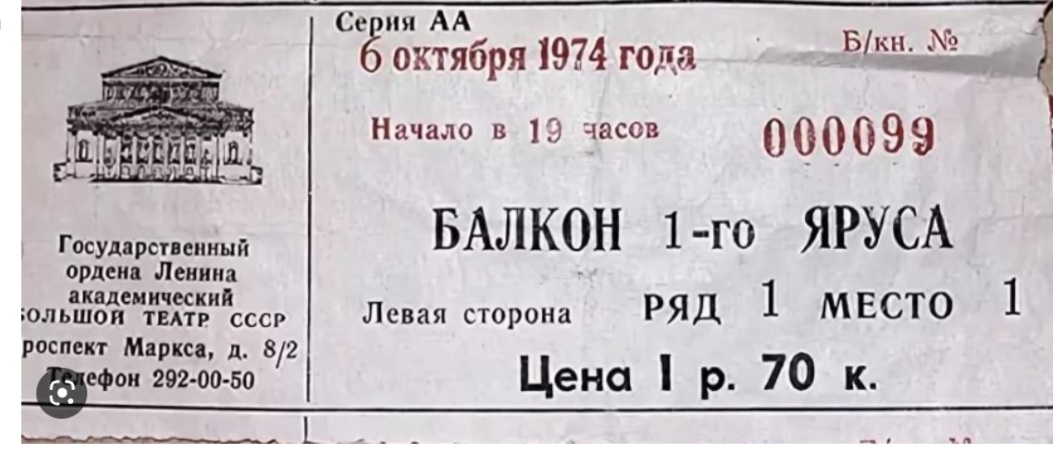 Серия АА
6 октября 1974 года
Б/кн. №
Начало в 19 часов
000099
БАЛКОН 1-го ЯРУСА
Левая сторона РЯД 1 МЕСТО 1
Цена 1 р. 70 к.
Государственный
ордена Ленина
академический
БОЛЬШОЙ ТЕАТР СССР
роспект Маркса, д. 8/2
Телефон 292-00-50